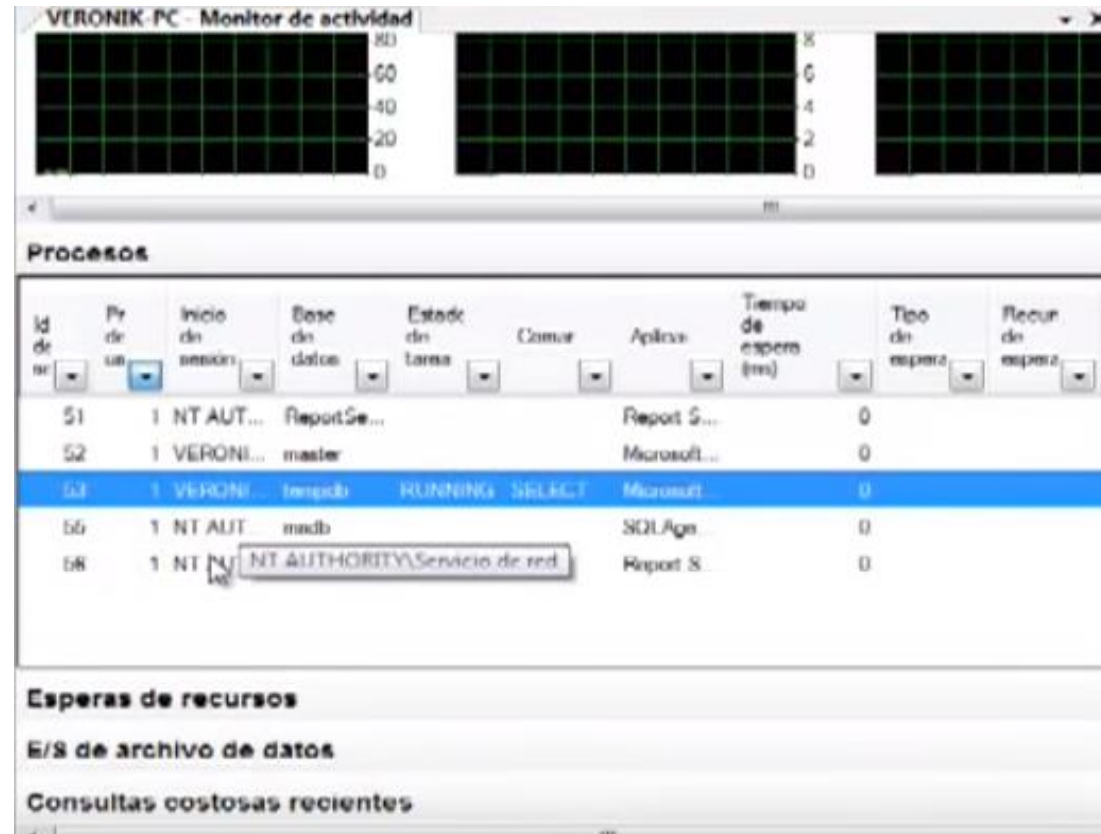 VERONIK-PC - Monitor de actividad
80
60
40
20
0
8
6
4
2
0
Procesos
Id de se
Pr de us
Inicio de sesión
Base de datos
Estado de tarea
Comar
Aplica
Tiempo de espera (ms)
Tipo de espera
Recur de espera
51 1 NT AUT... ReportSe... Report S... 0
52 1 VERONI... master Microsoft... 0
53 1 VERONI... tempdb RUNNING SELECT Microsoft... 0
55 1 NT AUT... msdb SQLAge... 0
58 1 NT Report S... 0
NT AUTHORITY\Servicio de red
Esperas de recursos
E/S de archivo de datos
Consultas costosas recientes